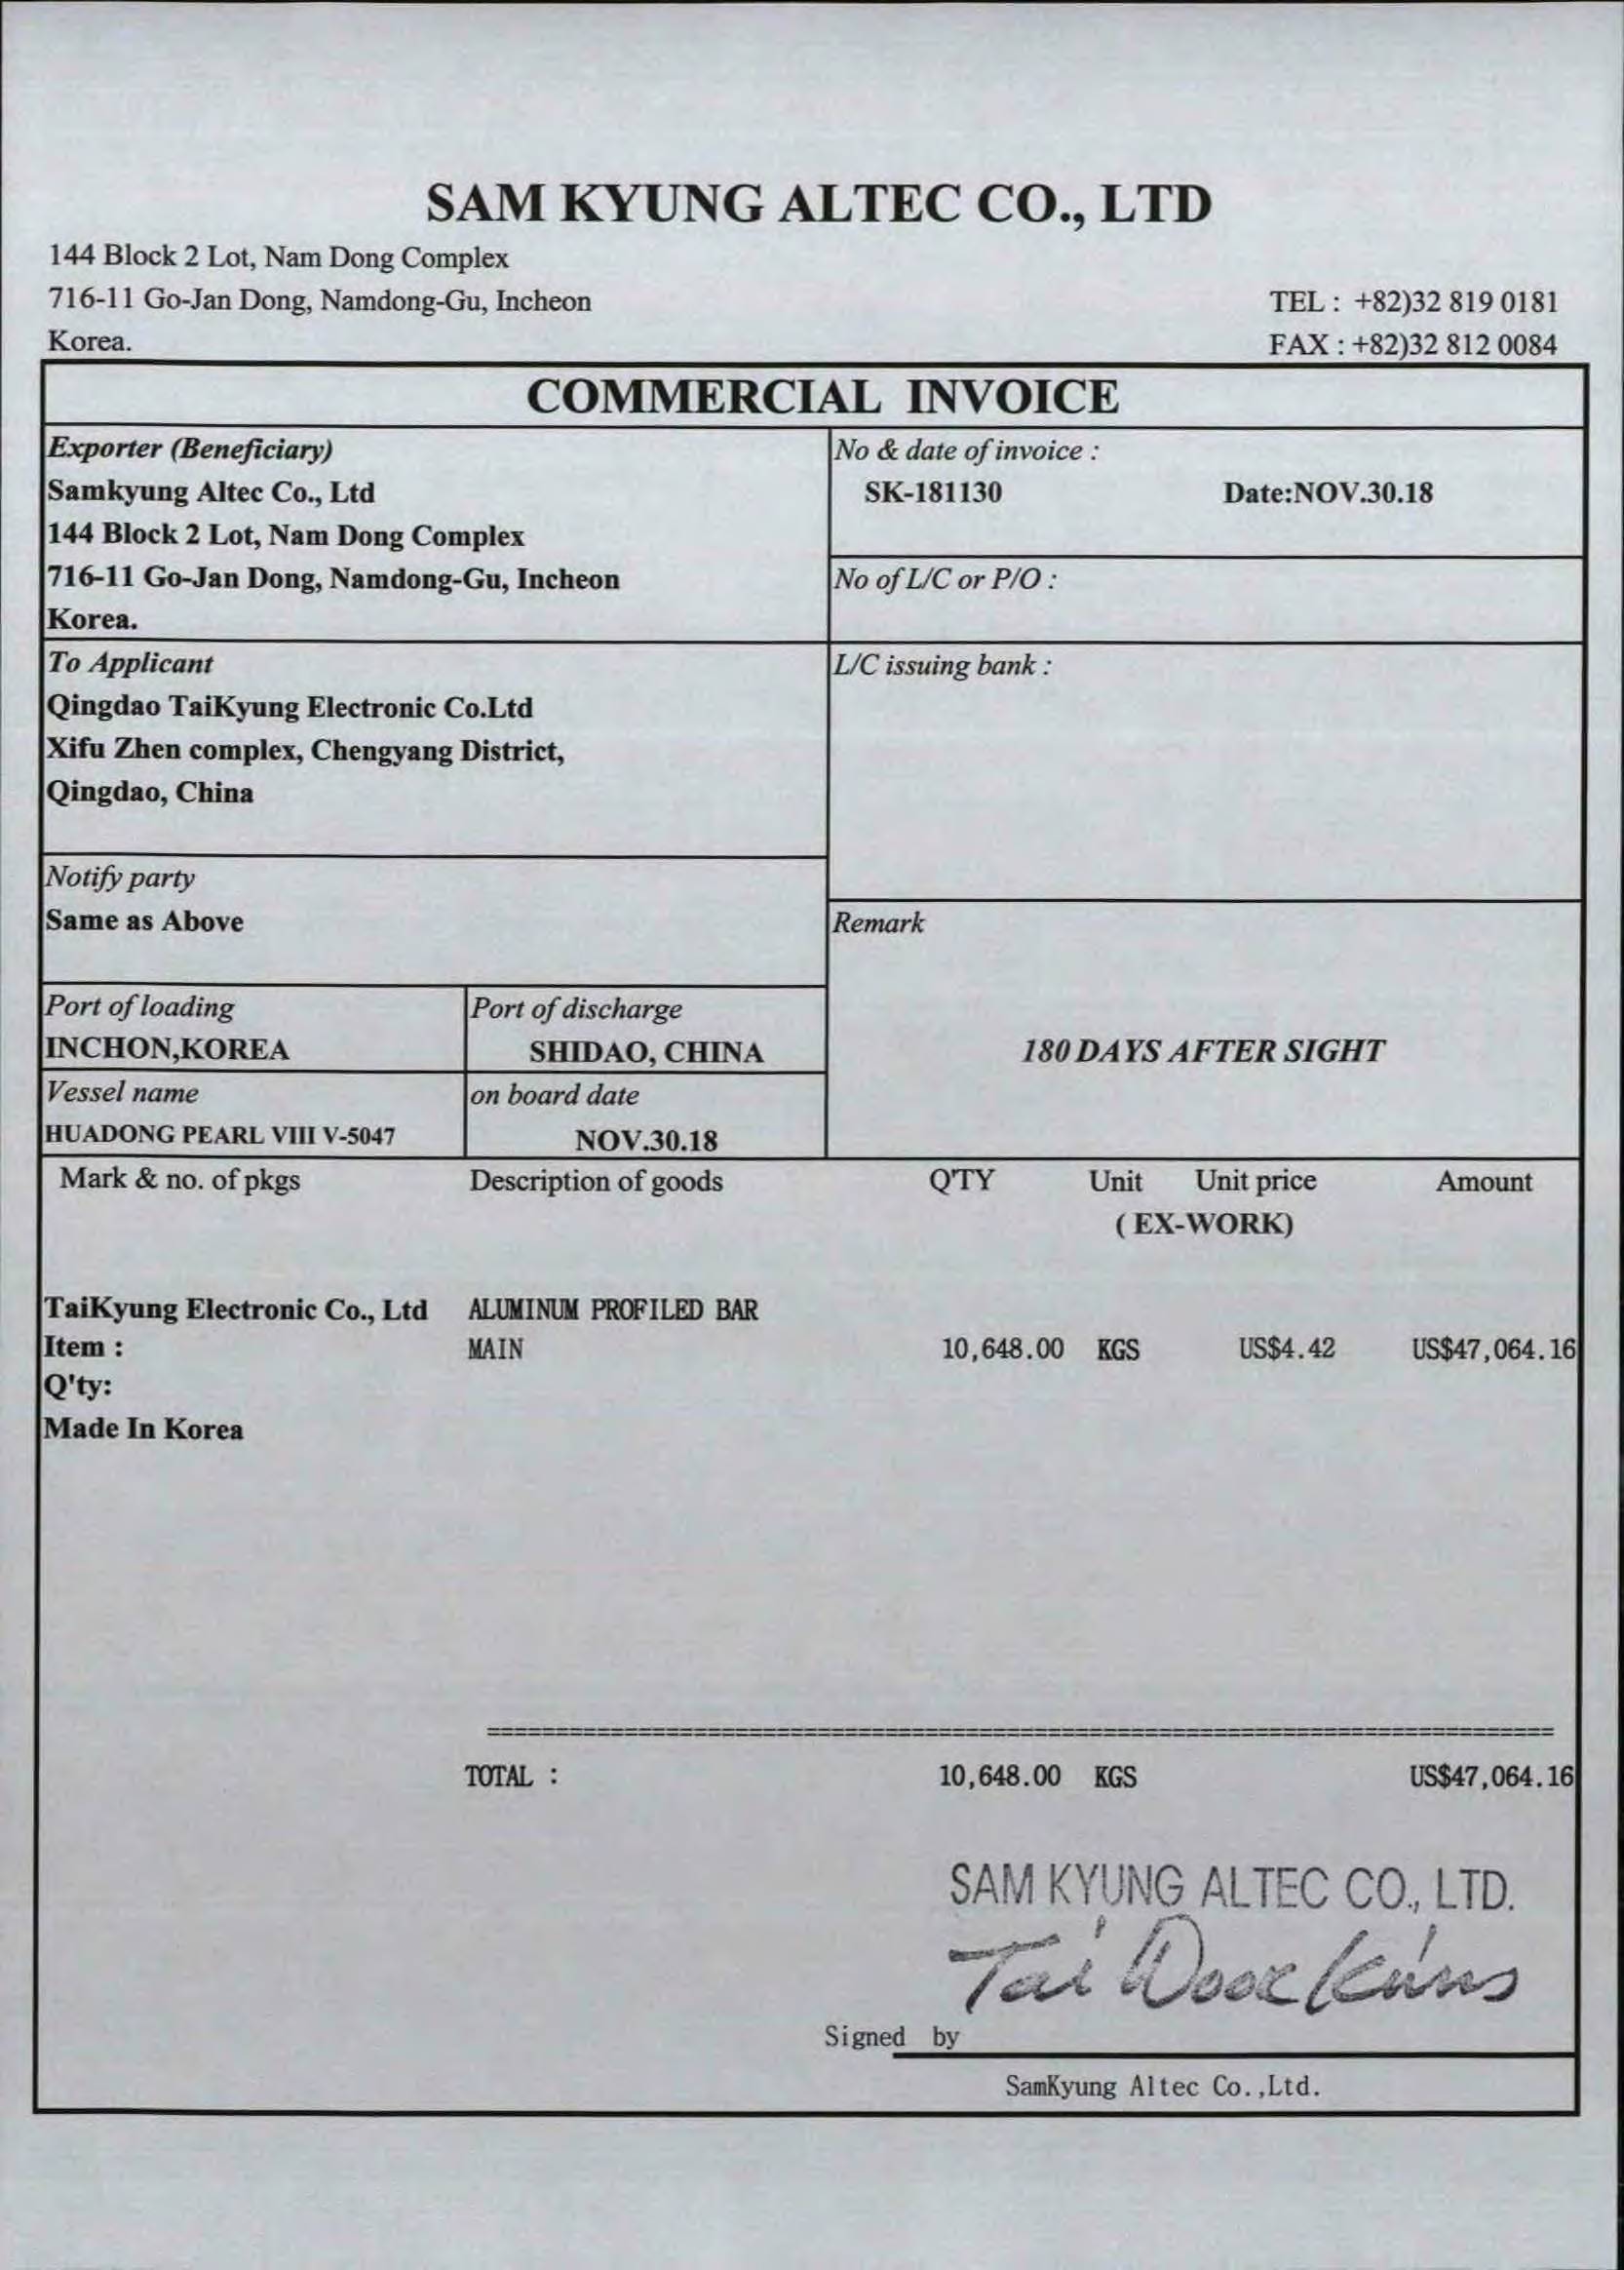 SAM KYUNG ALTEC CO., LTD
144 Block 2 Lot, Nam Dong Complex
716-11 Go-Jan Dong, Namdong-Gu, Incheon
Korea.
TEL : +82)32 819 0181
FAX : +82)32 812 0084
COMMERCIAL INVOICE
Exporter (Beneficiary)
Samkyung Altec Co., Ltd
144 Block 2 Lot, Nam Dong Complex
716-11 Go-Jan Dong, Namdong-Gu, Incheon
Korea.
No & date of invoice :
SK-181130 Date:NOV.30.18
No of L/C or P/O :
To Applicant
Qingdao TaiKyung Electronic Co.Ltd
Xifu Zhen complex, Chengyang District,
Qingdao, China
L/C issuing bank :
Notify party
Same as Above
Remark
180 DAYS AFTER SIGHT
Port of loading
INCHON,KOREA
Port of discharge
SHIDAO, CHINA
Vessel name
HUADONG PEARL VIII V-5047
on board date
NOV.30.18
Mark & no. of pkgs Description of goods Q'TY Unit Unit price Amount
( EX-WORK)
TaiKyung Electronic Co., Ltd ALUMINUM PROFILED BAR
Item : MAIN 10,648.00 KGS US$4.42 US$47,064.16
Q'ty:
Made In Korea
TOTAL : 10,648.00 KGS US$47,064.16
SAM KYUNG ALTEC CO., LTD.
Signed by
SamKyung Altec Co.,Ltd.